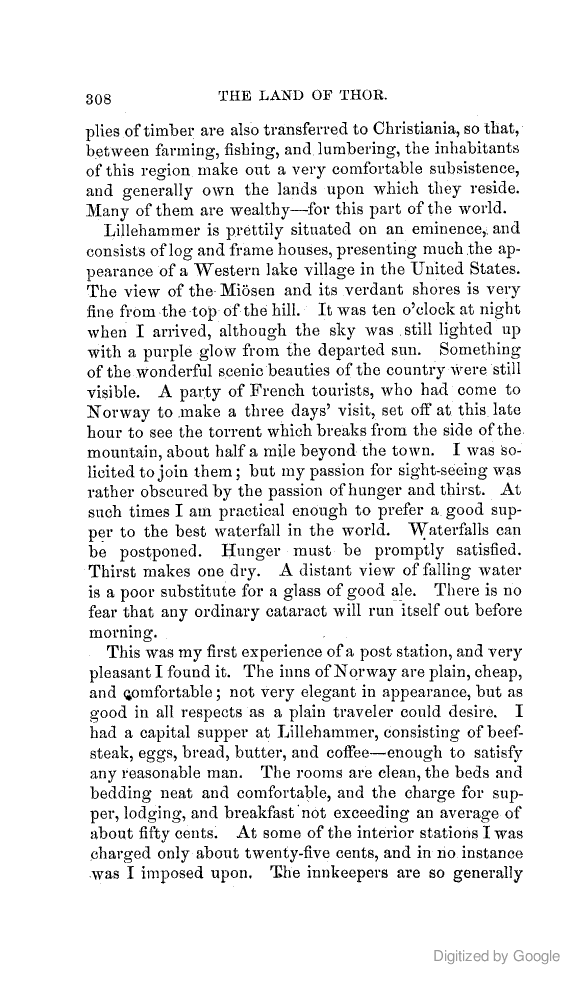 308 THE LAND OF THOR.
plies of timber are also transferred to Christiania, so that,
between farming, fishing, and lumbering, the inhabitants
of this region make out a very comfortable subsistence,
and generally own the lands upon which they reside.
Many of them are wealthy—for this part of the world.
Lillehammer is prettily situated on an eminence, and
consists of log and frame houses, presenting much the ap-
pearance of a Western lake village in the United States.
The view of the Miösen and its verdant shores is very
fine from the top of the hill. It was ten o'clock at night
when I arrived, although the sky was still lighted up
with a purple glow from the departed sun. Something
of the wonderful scenic beauties of the country were still
visible. A party of French tourists, who had come to
Norway to make a three days' visit, set off at this late
hour to see the torrent which breaks from the side of the
mountain, about half a mile beyond the town. I was so-
licited to join them; but my passion for sight-seeing was
rather obscured by the passion of hunger and thirst. At
such times I am practical enough to prefer a good sup-
per to the best waterfall in the world. Waterfalls can
be postponed. Hunger must be promptly satisfied.
Thirst makes one dry. A distant view of falling water
is a poor substitute for a glass of good ale. There is no
fear that any ordinary cataract will run itself out before
morning.
This was my first experience of a post station, and very
pleasant I found it. The inns of Norway are plain, cheap,
and comfortable; not very elegant in appearance, but as
good in all respects as a plain traveler could desire. I
had a capital supper at Lillehammer, consisting of beef-
steak, eggs, bread, butter, and coffee—enough to satisfy
any reasonable man. The rooms are clean, the beds and
bedding neat and comfortable, and the charge for sup-
per, lodging, and breakfast not exceeding an average of
about fifty cents. At some of the interior stations I was
charged only about twenty-five cents, and in no instance
was I imposed upon. The innkeepers are so generally
Digitized by Google